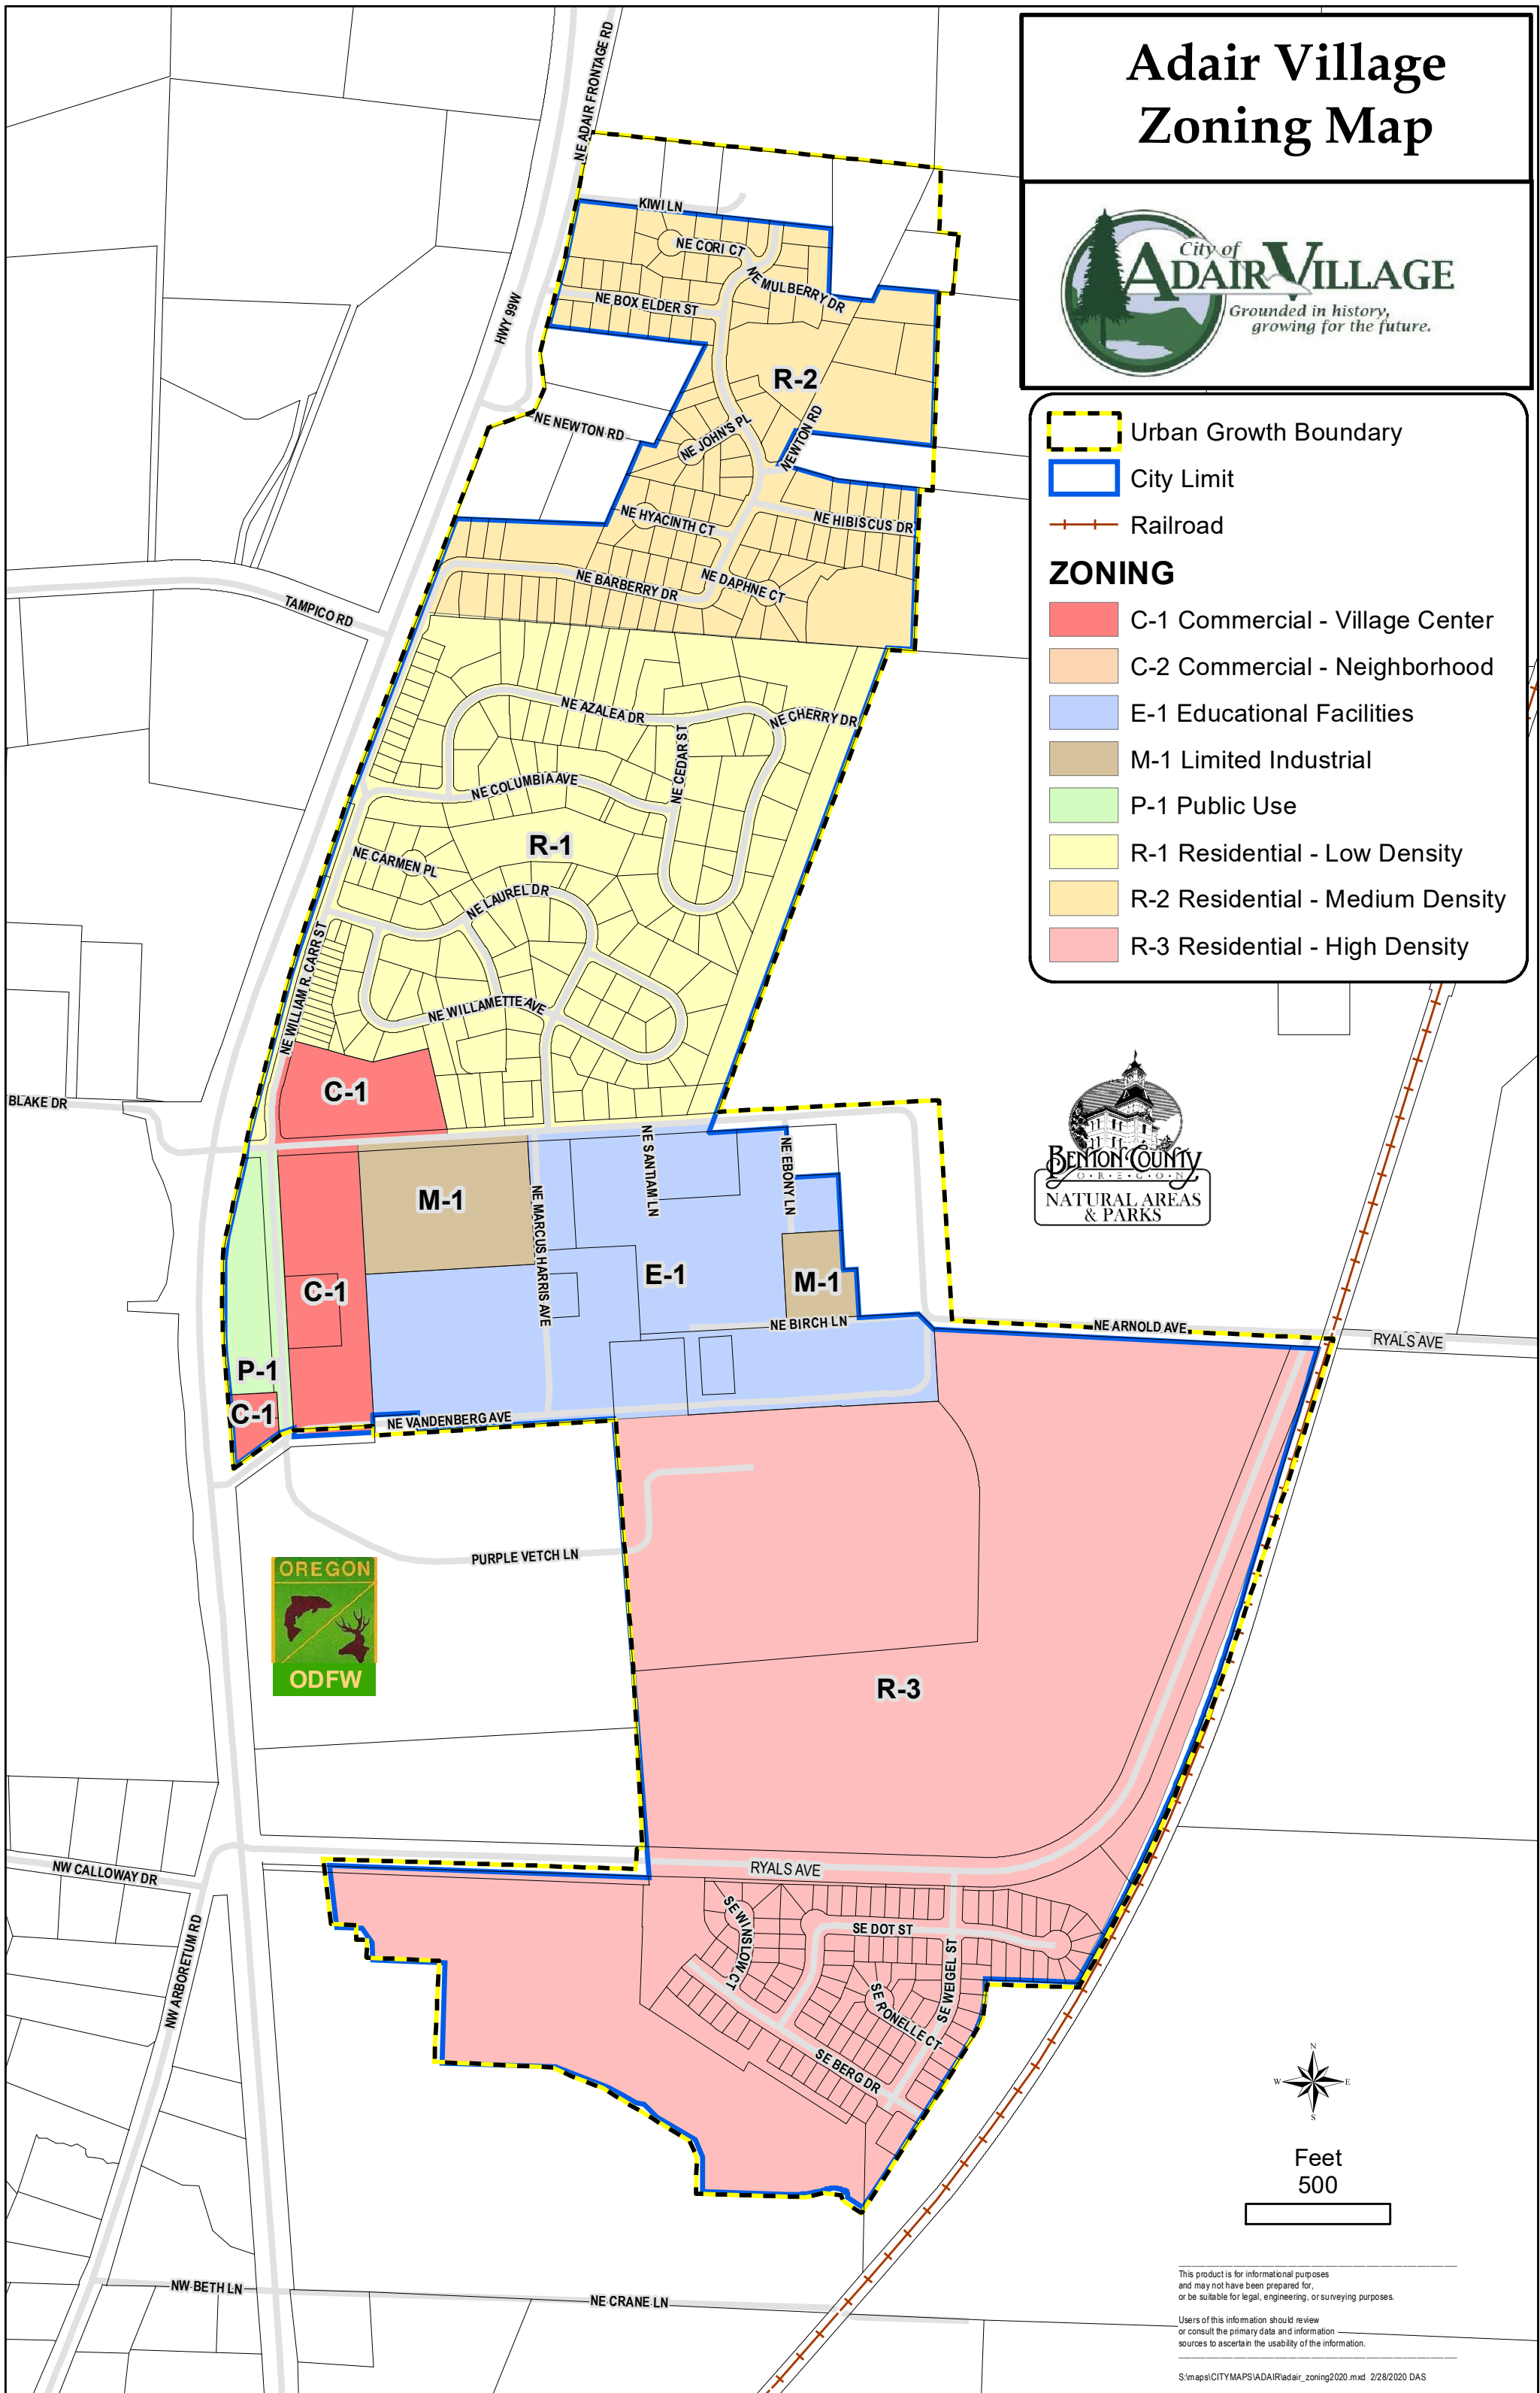 Adair Village
Zoning Map
City of
ADAIR VILLAGE
Grounded in history,
growing for the future.
Urban Growth Boundary
City Limit
Railroad
ZONING
C-1 Commercial - Village Center
C-2 Commercial - Neighborhood
E-1 Educational Facilities
M-1 Limited Industrial
P-1 Public Use
R-1 Residential - Low Density
R-2 Residential - Medium Density
R-3 Residential - High Density
NE ADAIR FRONTAGE RD
KIWI LN
NE CORI CT
NE MULBERRY DR
NE BOX ELDER ST
HWY 99W
R-2
NE NEWTON RD
NE JOHN'S PL
NEWTON RD
NE HYACINTH CT
NE HIBISCUS DR
NE BARBERRY DR
NE DAPHNE CT
TAMPICO RD
NE AZALEA DR
NE CHERRY DR
NE CEDAR ST
NE COLUMBIA AVE
R-1
NE CARMEN PL
NE LAUREL DR
NE WILLIAM R. CARR ST
NE WILLAMETTE AVE
C-1
BLAKE DR
NE SANTIAM LN
NE EBONY LN
M-1
NE MARCUS HARRIS AVE
E-1
M-1
C-1
NE BIRCH LN
NE ARNOLD AVE
RYALS AVE
P-1
C-1
NE VANDENBERG AVE
BENTON COUNTY
OREGON
NATURAL AREAS
& PARKS
PURPLE VETCH LN
OREGON
ODFW
R-3
RYALS AVE
NW CALLOWAY DR
NW ARBORETUM RD
SE WINSLOW CT
SE DOT ST
SE WEIGEL ST
SE RONELLE CT
SE BERG DR
NW BETH LN
NE CRANE LN
N
W
E
S
Feet
500
This product is for informational purposes
and may not have been prepared for,
or be suitable for legal, engineering, or surveying purposes.
Users of this information should review
or consult the primary data and information
sources to ascertain the usability of the information.
S:\maps\CITYMAPS\ADAIR\adair_zoning2020.mxd 2/28/2020 DAS